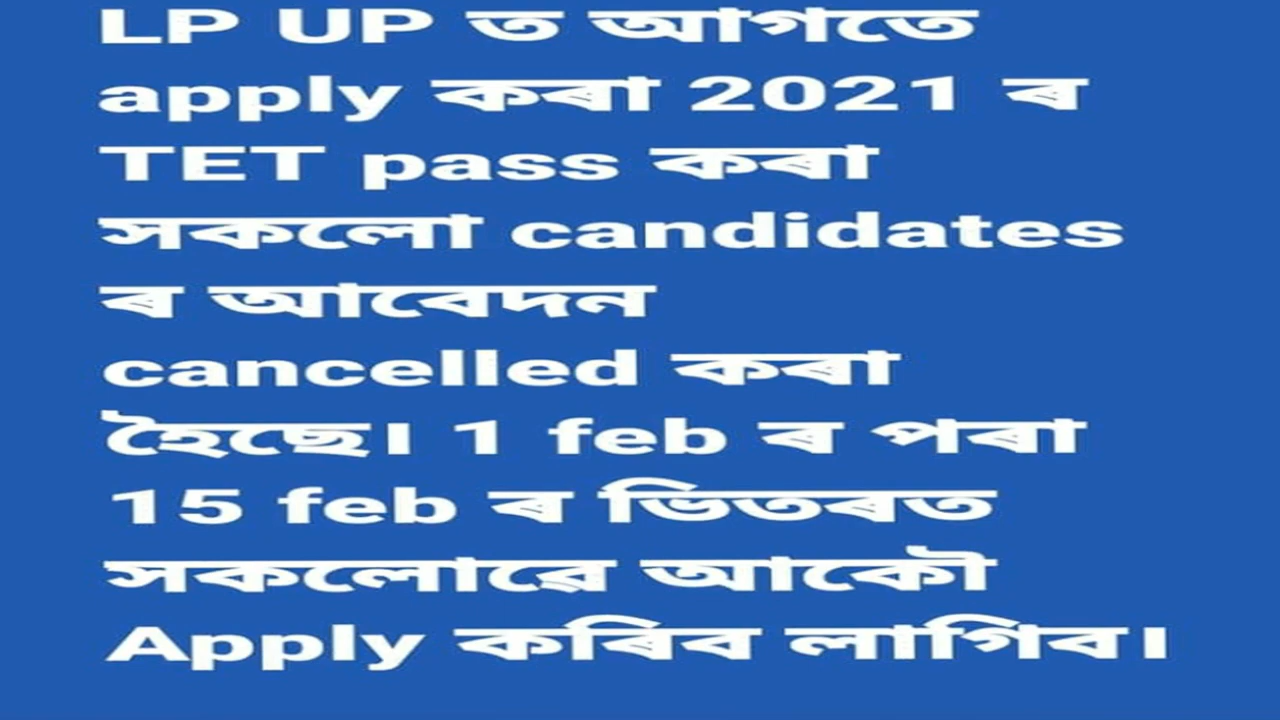 LP UP ত আগতে
apply কৰা 2021 ৰ
TET pass কৰা
সকলো candidates
ৰ আবেদন
cancelled কৰা
হৈছে। 1 feb ৰ পৰা
15 feb ৰ ভিতৰত
সকলোৱে আকৌ
Apply কৰিব লাগিব।